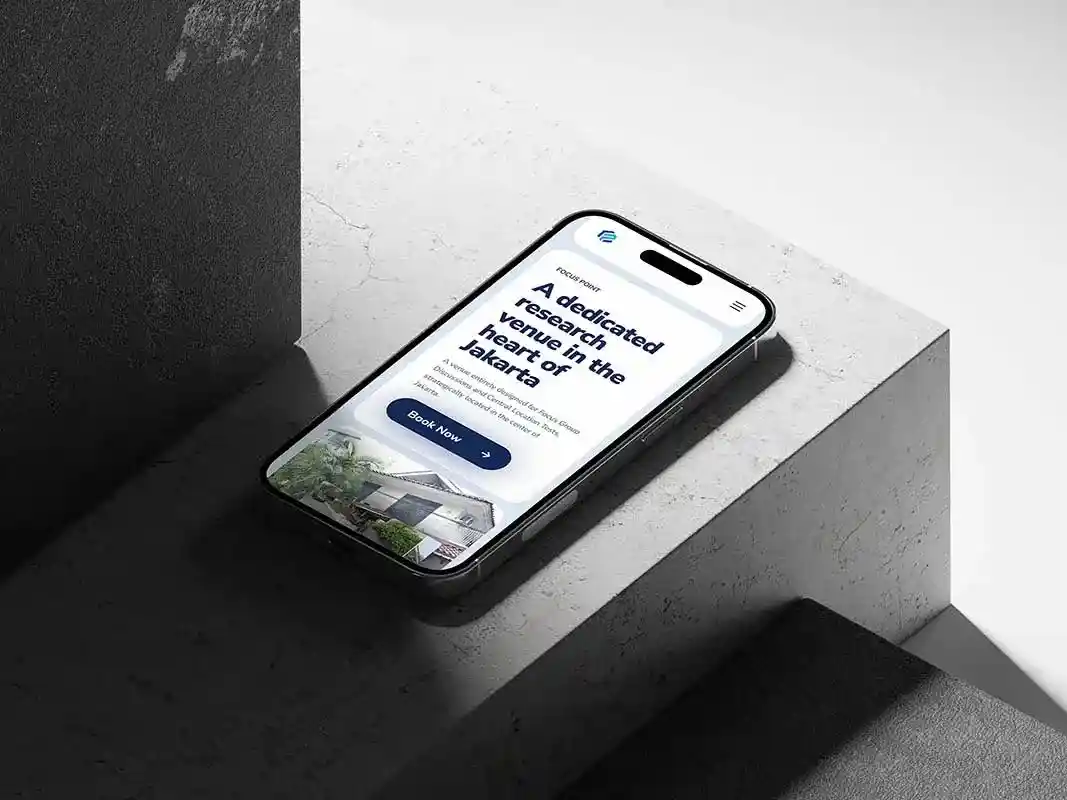 FOCUS POINT
A dedicated
research
venue in the
heart of
Jakarta
A venue entirely designed for Focus Group
Discussions and Central Location Tests,
strategically located in the center of
Jakarta.
Book Now